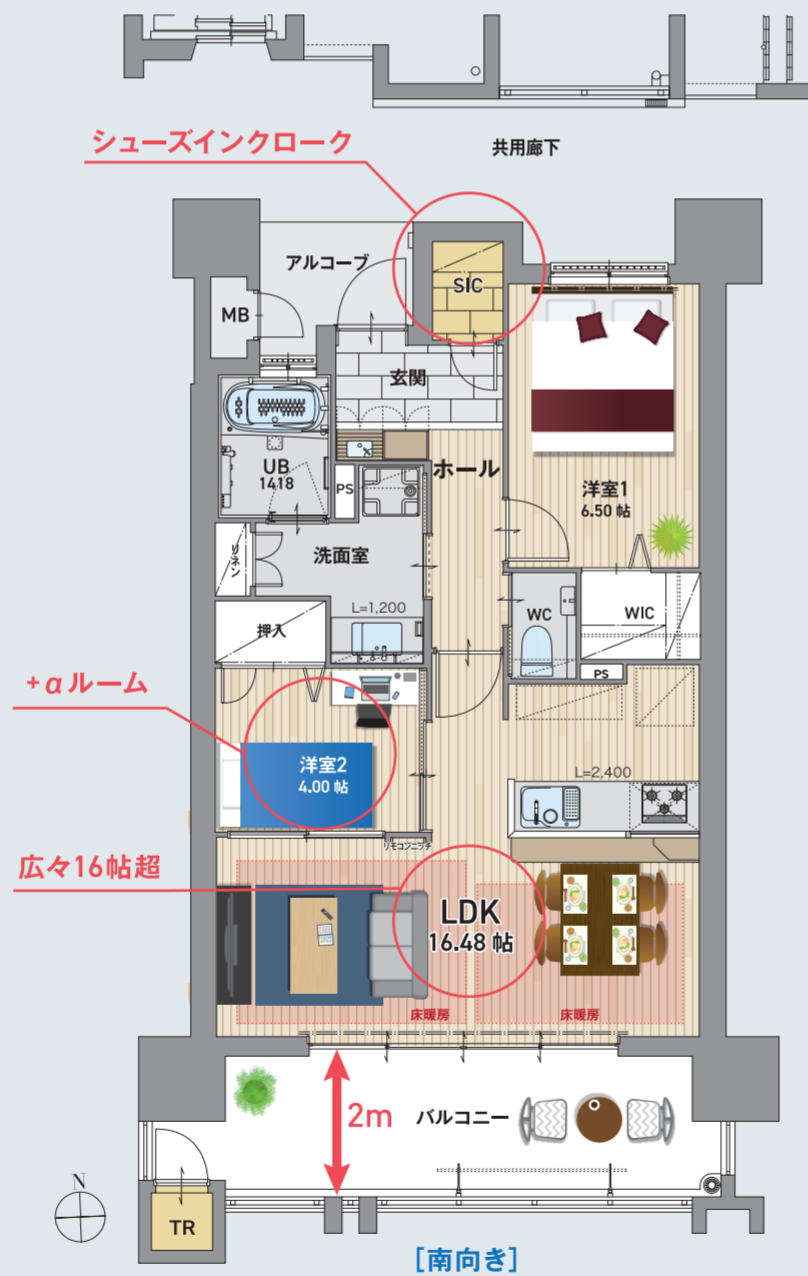 シューズインクローク
共用廊下
アルコーブ
SIC
MB
玄関
UB
1418
PS
ホール
洋室1
6.50 帖
リネン
洗面室
L=1,200
WC
WIC
押入
PS
+αルーム
洋室2
4.00 帖
L=2,400
リモコンニッチ
広々16帖超
LDK
16.48 帖
床暖房
床暖房
2m
バルコニー
N
TR
[南向き]